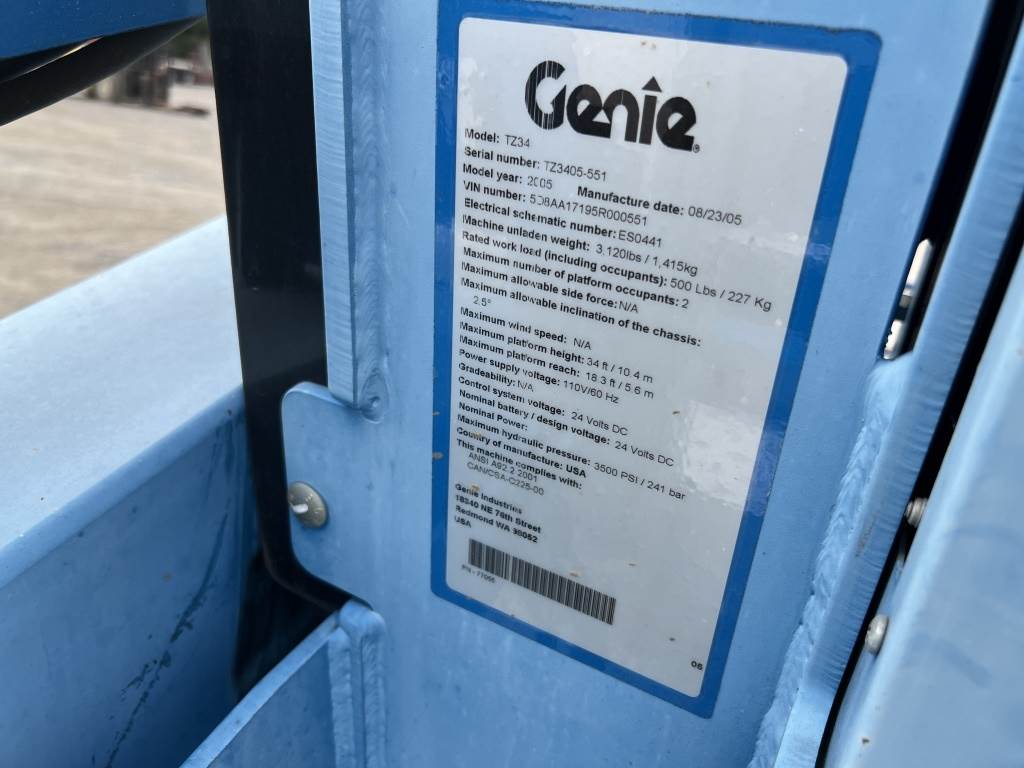 Genie
Model: TZ34
Serial number: TZ3405-551
Model year: 2005 Manufacture date: 08/23/05
VIN number: 5D8AA17195R000551
Electrical schematic number: ES0441
Machine unladen weight: 3,120lbs / 1,415kg
Rated work load (including occupants): 500 Lbs / 227 Kg
Maximum number of platform occupants: 2
Maximum allowable side force: N/A
Maximum allowable inclination of the chassis:
2.5°
Maximum wind speed: N/A
Maximum platform height: 34 ft / 10.4 m
Maximum platform reach: 18.3 ft / 5.6 m
Power supply voltage: 110V/60 Hz
Gradeability: N/A
Control system voltage: 24 Volts DC
Nominal battery / design voltage: 24 Volts DC
Nominal Power:
Maximum hydraulic pressure: 3500 PSI / 241 bar
Country of manufacture: USA
This machine complies with:
ANSI A92.2 2001
CAN/CSA-C225-00
Genie Industries
18340 NE 76th Street
Redmond WA 98052
USA